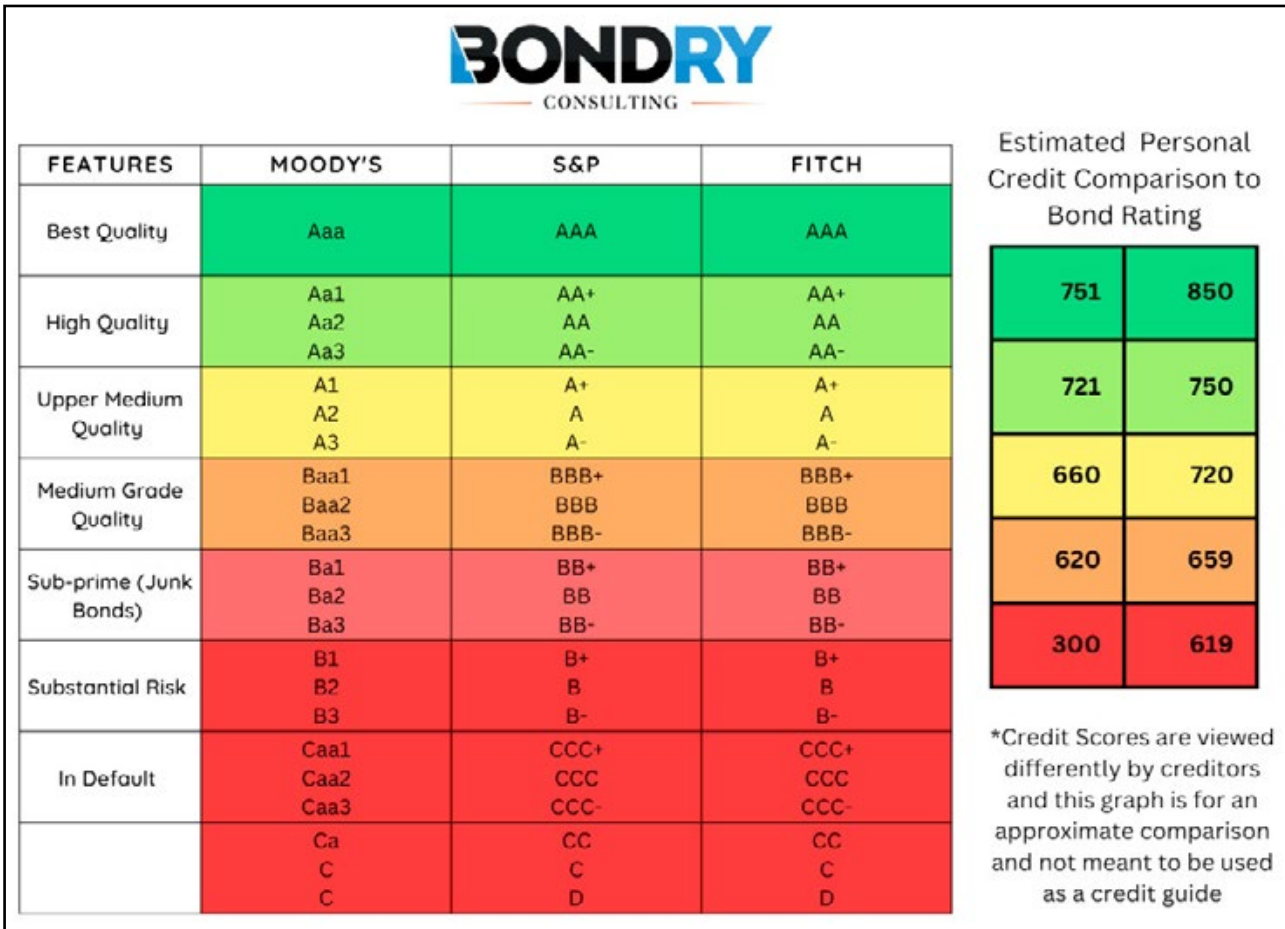 BONDRY
CONSULTING
FEATURES MOODY'S S&P FITCH
Best Quality Aaa AAA AAA
High Quality
Aa1 AA+ AA+
Aa2 AA AA
Aa3 AA- AA-
Upper Medium
Quality
A1 A+ A+
A2 A A
A3 A- A-
Medium Grade
Quality
Baa1 BBB+ BBB+
Baa2 BBB BBB
Baa3 BBB- BBB-
Sub-prime (Junk
Bonds)
Ba1 BB+ BB+
Ba2 BB BB
Ba3 BB- BB-
Substantial Risk
B1 B+ B+
B2 B B
B3 B- B-
In Default
Caa1 CCC+ CCC+
Caa2 CCC CCC
Caa3 CCC- CCC-
Ca CC CC
C C C
C D D
Estimated Personal
Credit Comparison to
Bond Rating
751 850
721 750
660 720
620 659
300 619
*Credit Scores are viewed
differently by creditors
and this graph is for an
approximate comparison
and not meant to be used
as a credit guide